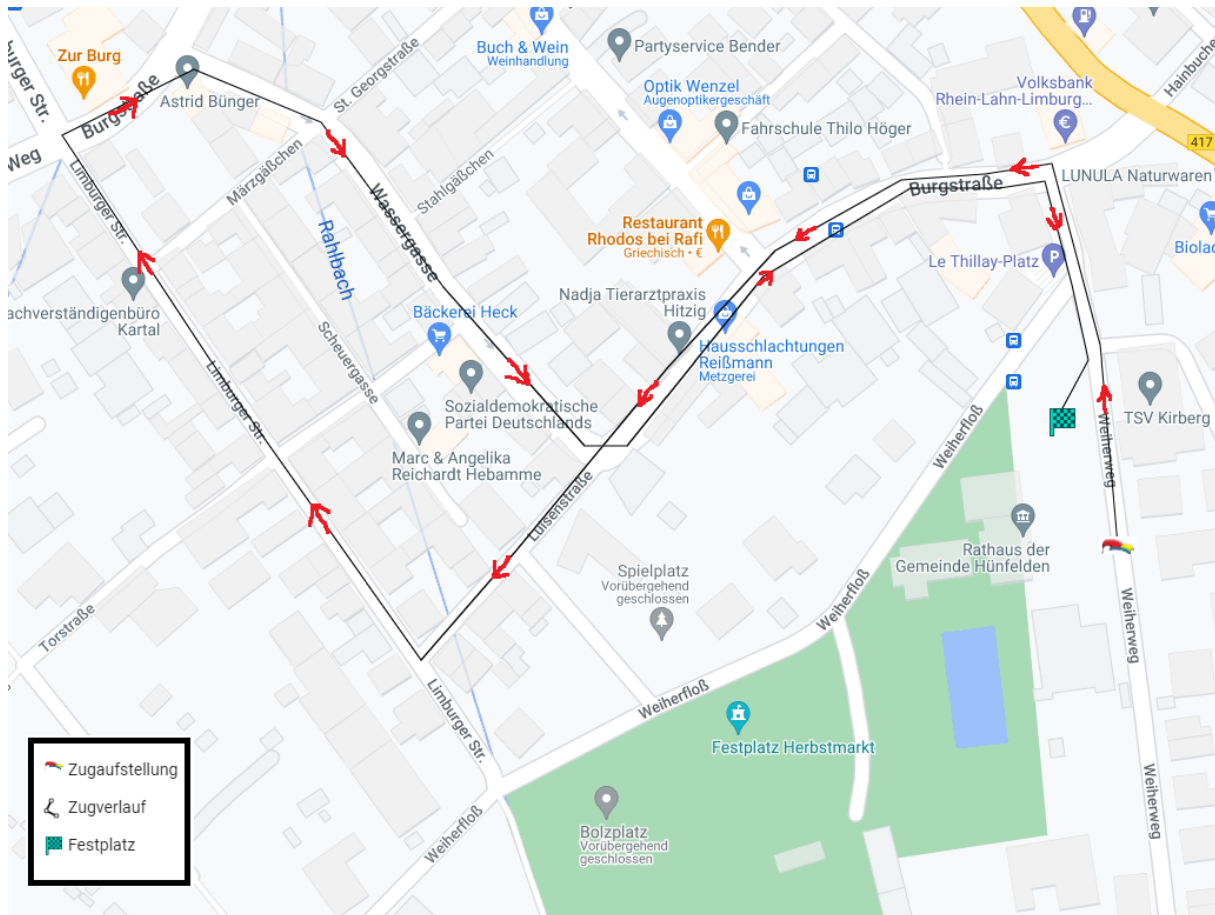 burger Str.
Zur Burg
Burgstraße
Astrid Bünger
St. Georgstraße
Buch & Wein
Weinhandlung
Partyservice Bender
Optik Wenzel
Augenoptikergeschäft
Fahrschule Thilo Höger
Volksbank
Rhein-Lahn-Limburg...
417
Weg
Limburger Str.
Märzgäßchen
Stahlgäßchen
Wassergasse
Rahlbach
Burgstraße
LUNULA Naturwaren
Restaurant
Rhodos bei Rafi
Griechisch • €
Le Thillay-Platz
Biolad
achverständigenbüro
Kartal
Scheuergasse
Bäckerei Heck
Nadja Tierarztpraxis
Hitzig
Hausschlachtungen
Reißmann
Metzgerei
Limburger Str.
Sozialdemokratische
Partei Deutschlands
Marc & Angelika
Reichardt Hebamme
TSV Kirberg
Weiherfloß
Weiherweg
Luisenstraße
Rathaus der
Gemeinde Hünfelden
Spielplatz
Vorübergehend
geschlossen
Torstraße
Weiherfloß
Weiherweg
Limburger Str.
Weiherfloß
Festplatz Herbstmarkt
Zugaufstellung
Zugverlauf
Festplatz
Weiherfloß
Bolzplatz
Vorübergehend
geschlossen
Weiherweg